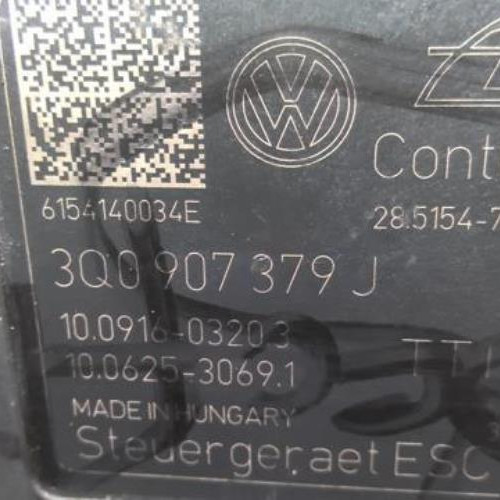 Cont
6154140034E
28.5154-7
3Q0 907 379 J
10.0916-0320.3
10.0625-3069.1
TTI
MADE IN HUNGARY
Steuergeraet ESC